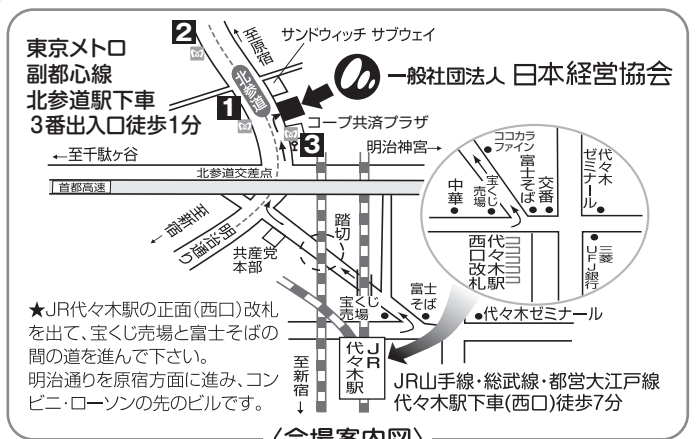 東京メトロ
副都心線
北参道駅下車
3番出入口徒歩1分
2
至原宿
サンドウィッチ サブウェイ
北参道
一般社団法人 日本経営協会
1
コープ共済プラザ
3
←至千駄ヶ谷
明治神宮→
北参道交差点
首都高速
至新宿
明治通り
共産党
本部
踏切
ココカラ
ファイン
中華
宝くじ
売場
富士そば
交番
代々木
ゼミナール
代々木駅
西口改札
三菱
UFJ銀行
★JR代々木駅の正面(西口)改札
を出て、宝くじ売場と富士そばの
間の道を進んで下さい。
明治通りを原宿方面に進み、コン
ビニ・ローソンの先のビルです。
宝くじ
売場
富士
そば
代々木ゼミナール
至新宿
↓
JR
代々木駅
JR山手線・総武線・都営大江戸線
代々木駅下車(西口)徒歩7分
〈会場案内図〉